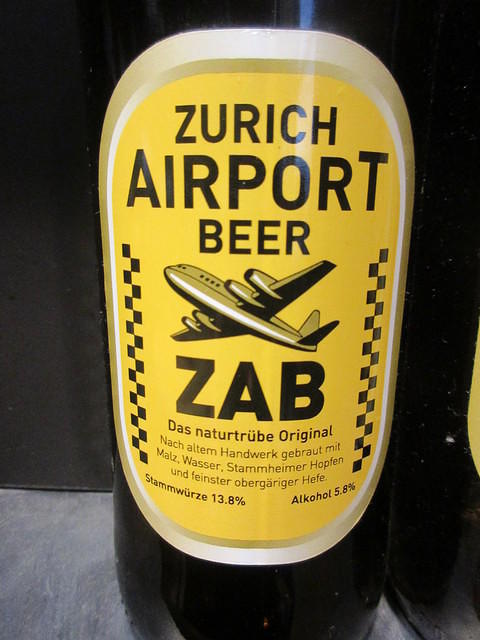 ZURICH
AIRPORT
BEER
ZAB
Das naturtrübe Original
Nach altem Handwerk gebraut mit
Malz, Wasser, Stammheimer Hopfen
und feinster obergäriger Hefe.
Stammwürze 13.8% Alkohol 5.8%